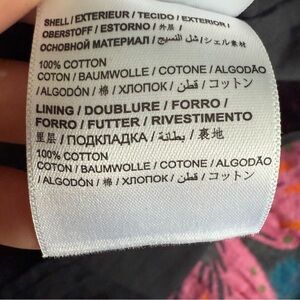 SHELL / EXTERIEUR / TECIDO / EXTERIOR /
OBERSTOFF / ESTORNO / 外层 /
ОСНОВНОЙ МАТЕРИАЛ / شل النسيج / シェル素材
100% COTTON
COTON / BAUMWOLLE / COTONE / ALGODÃO
/ ALGODÓN / 棉 / ХЛОПОК / قطن / コットン
LINING / DOUBLURE / FORRO /
FORRO / FUTTER / RIVESTIMENTO
里层 / ПОДКЛАДКА / بطانة / 裏地
100% COTTON
COTON / BAUMWOLLE / COTONE / ALGODÃO
/ ALGODÓN / 棉 / ХЛОПОК / قطن / コットン